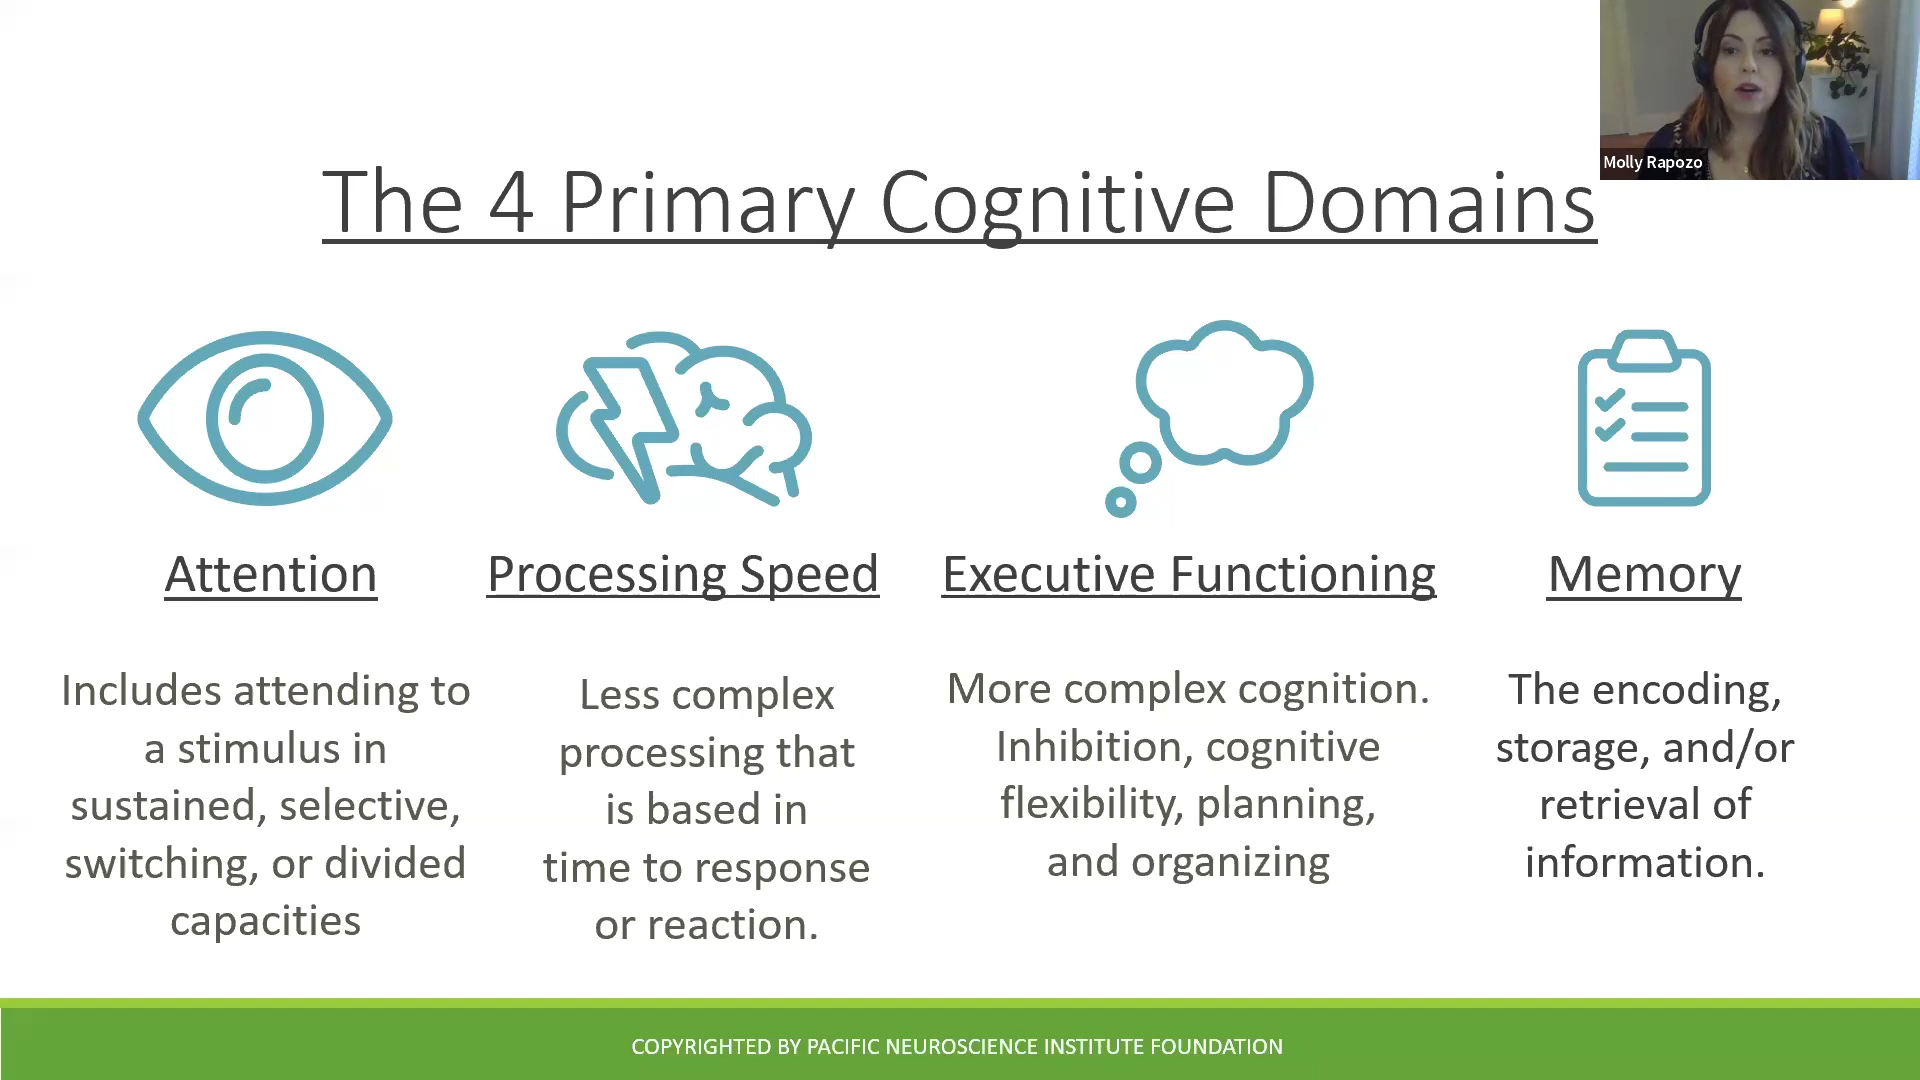 Molly Rapozo
The 4 Primary Cognitive Domains
Attention
Includes attending to
a stimulus in
sustained, selective,
switching, or divided
capacities
Processing Speed
Less complex
processing that
is based in
time to response
or reaction.
Executive Functioning
More complex cognition.
Inhibition, cognitive
flexibility, planning,
and organizing
Memory
The encoding,
storage, and/or
retrieval of
information.
COPYRIGHTED BY PACIFIC NEUROSCIENCE INSTITUTE FOUNDATION